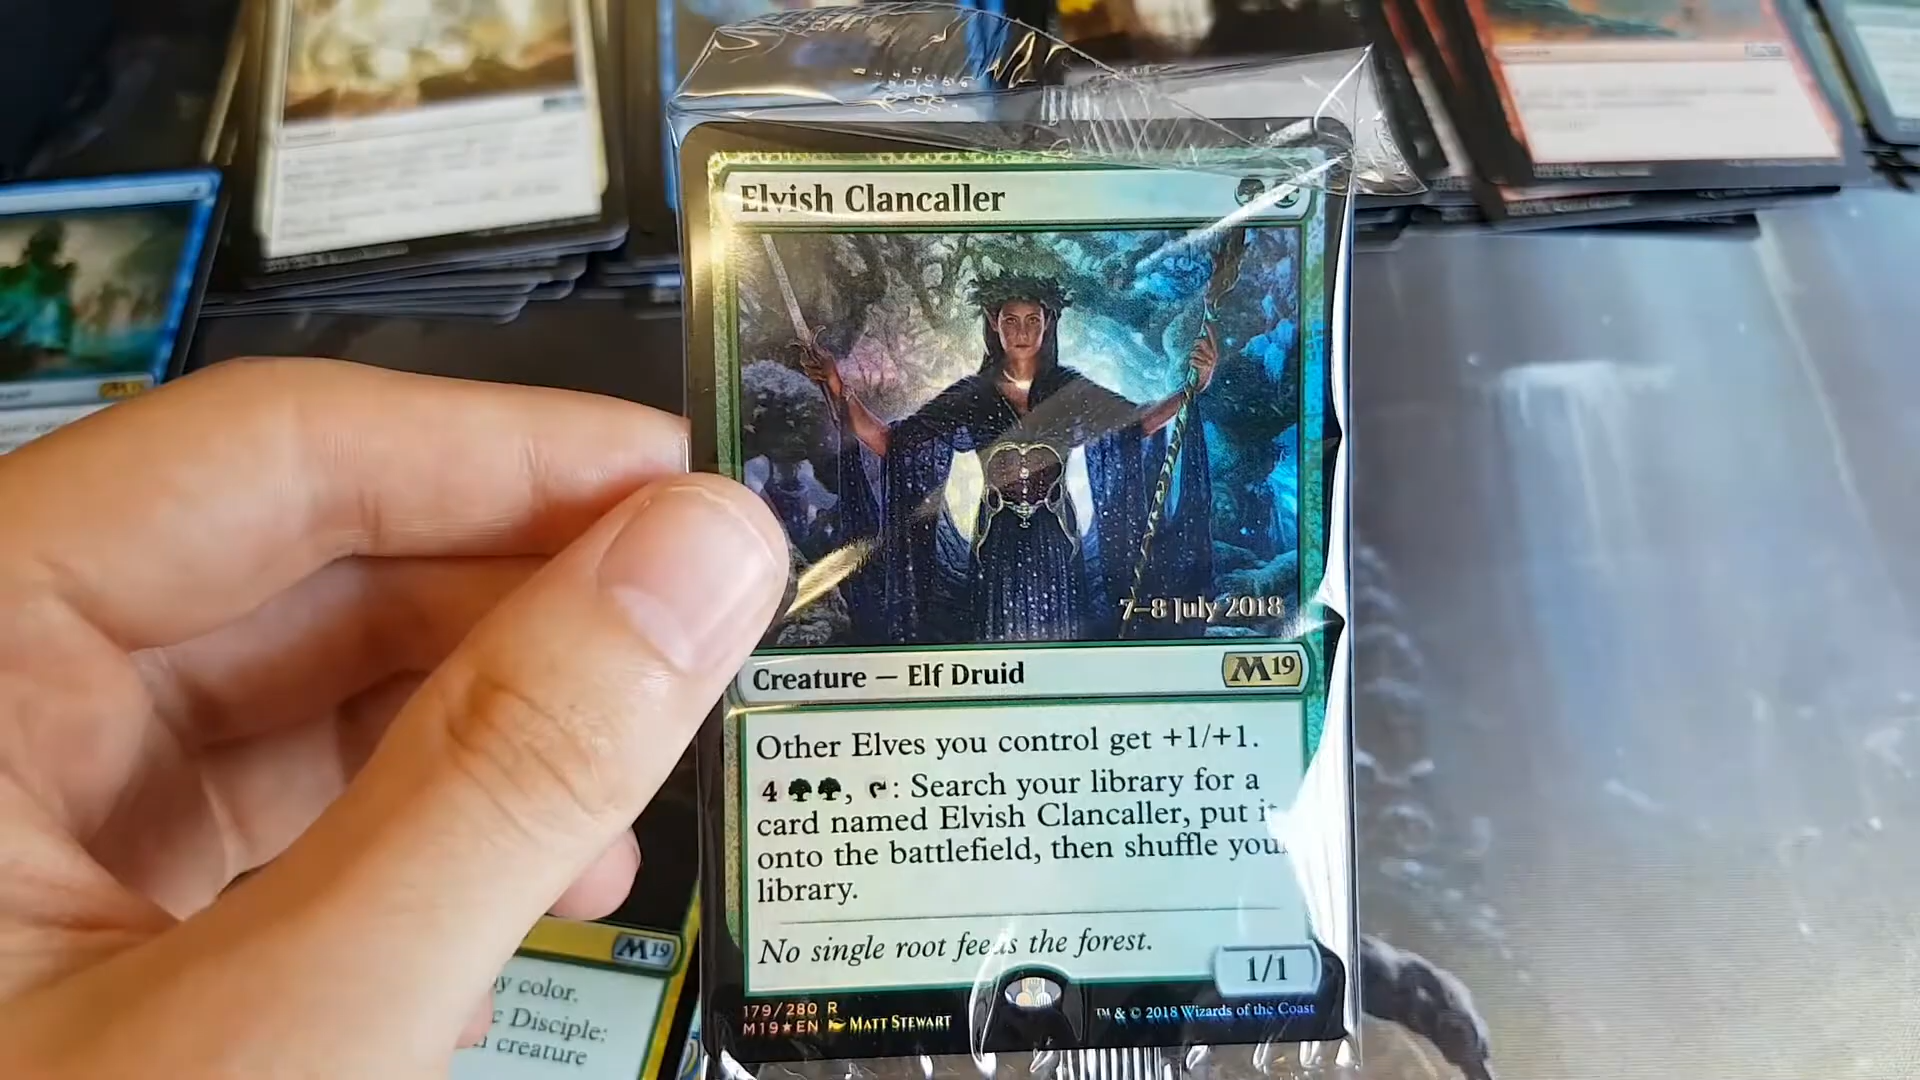 Elvish Clancaller
7–8 July 2018
Creature — Elf Druid
M19
Other Elves you control get +1/+1.
4 , : Search your library for a
card named Elvish Clancaller, put it
onto the battlefield, then shuffle you
library.
No single root feeds the forest.
1/1
179/280 R
M19★EN MATT STEWART
™ & © 2018 Wizards of the Coast
M19
y color.
c Disciple:
creature